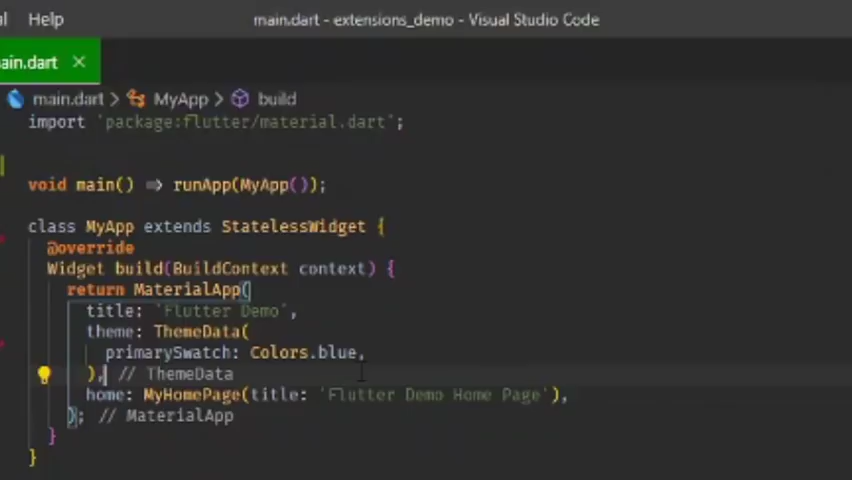 Help
main.dart - extensions_demo - Visual Studio Code
ain.dart ×
main.dart > MyApp > build
import 'package:flutter/material.dart';
void main() => runApp(MyApp());
class MyApp extends StatelessWidget {
@override
Widget build(BuildContext context) {
return MaterialApp(
title: 'Flutter Demo',
theme: ThemeData(
primarySwatch: Colors.blue,
), // ThemeData
home: MyHomePage(title: 'Flutter Demo Home Page'),
); // MaterialApp
}
}